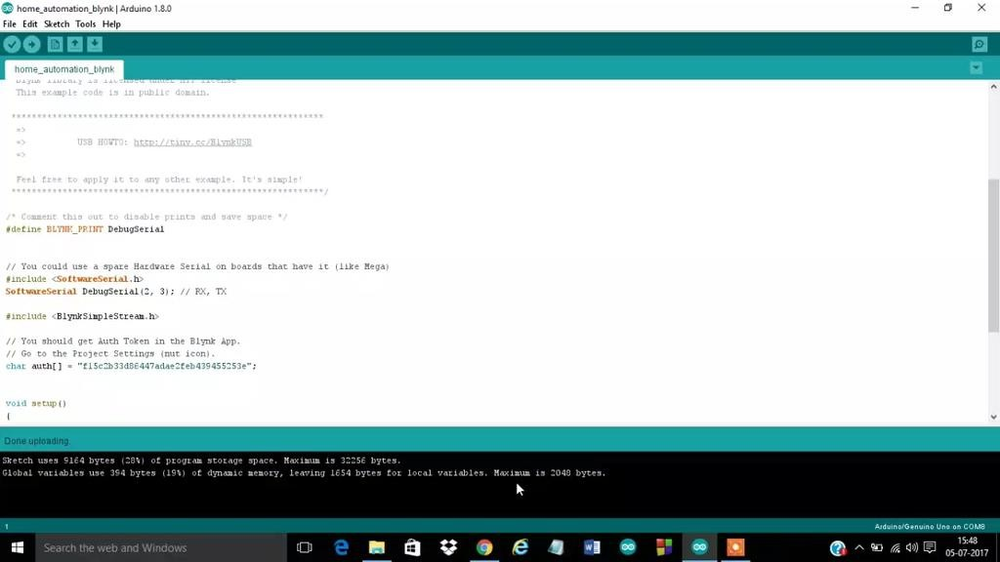 home_automation_blynk | Arduino 1.8.0
File Edit Sketch Tools Help
home_automation_blynk
This example code is in public domain.
*************************************************************
=>
=> USB HOWTO: http://tiny.cc/BlynkUSB
=>
Feel free to apply it to any other example. It's simple!
*************************************************************/
/* Comment this out to disable prints and save space */
#define BLYNK_PRINT DebugSerial
// You could use a spare Hardware Serial on boards that have it (like Mega)
#include <SoftwareSerial.h>
SoftwareSerial DebugSerial(2, 3); // RX, TX
#include <BlynkSimpleStream.h>
// You should get Auth Token in the Blynk App.
// Go to the Project Settings (nut icon).
char auth[] = "f15c2b33d86447adae2feb439455253e";
void setup()
{
Done uploading.
Sketch uses 9164 bytes (28%) of program storage space. Maximum is 32256 bytes.
Global variables use 394 bytes (19%) of dynamic memory, leaving 1654 bytes for local variables. Maximum is 2048 bytes.
1
Arduino/Genuino Uno on COM8
Search the web and Windows
15:48
05-07-2017